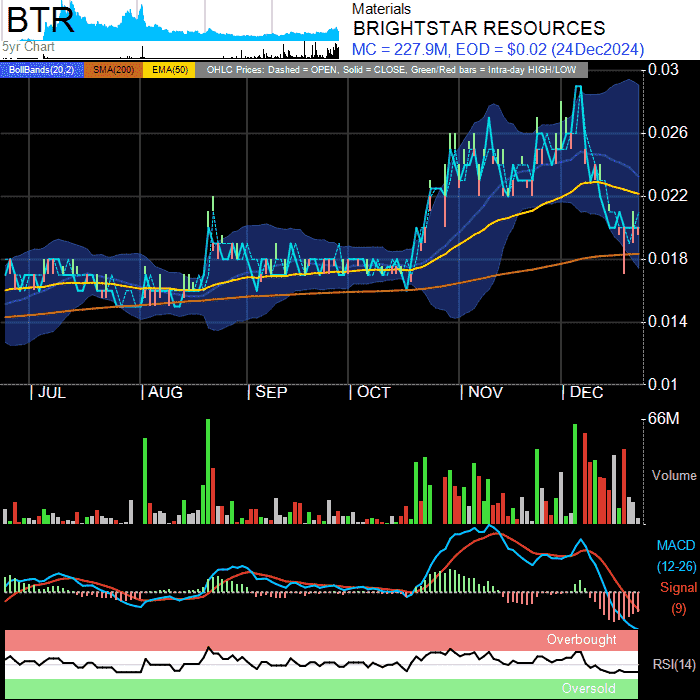 BTR
5yr Chart
Materials
BRIGHTSTAR RESOURCES
MC = 227.9M, EOD = $0.02 (24Dec2024)
BollBands(20,2) SMA(200) EMA(50) OHLC Prices: Dashed = OPEN, Solid = CLOSE, Green/Red bars = Intra-day HIGH/LOW
0.03
0.026
0.022
0.018
0.014
0.01
JUL AUG SEP OCT NOV DEC
66M
Volume
MACD
(12-26)
Signal
(9)
Overbought
RSI(14)
Oversold